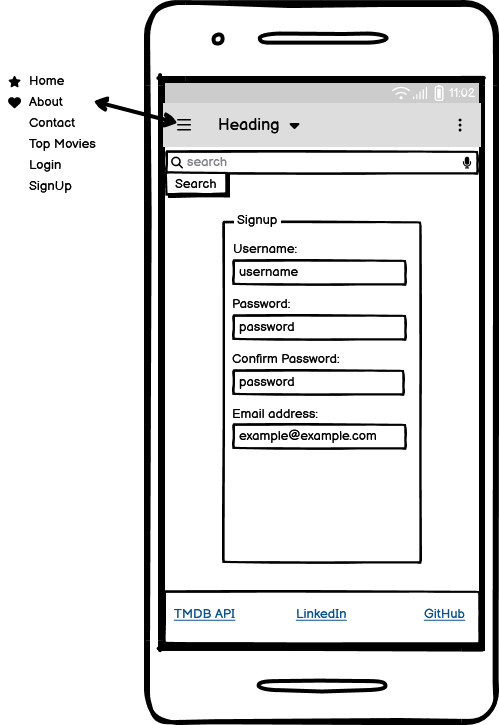 Home
About
Contact
Top Movies
Login
SignUp
11:02
Heading
search
Search
Signup
Username:
username
Password:
password
Confirm Password:
password
Email address:
example@example.com
TMDB API LinkedIn GitHub